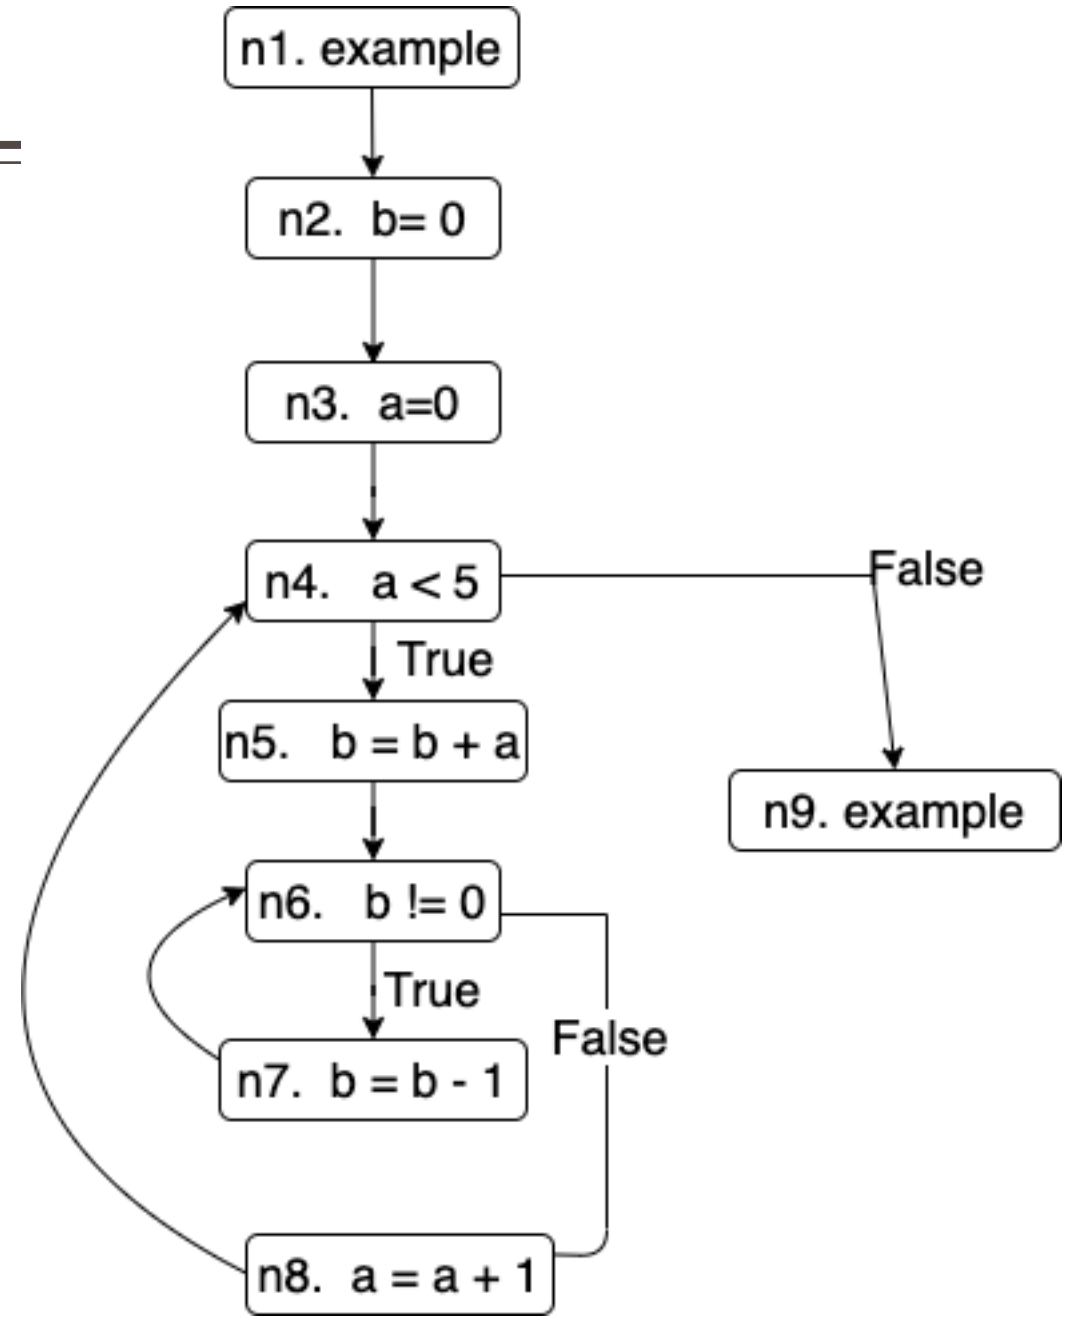 n1. example
n2. b= 0
n3. a=0
n4. a < 5
False
True
n5. b = b + a
n9. example
n6. b != 0
True
False
n7. b = b - 1
n8. a = a + 1